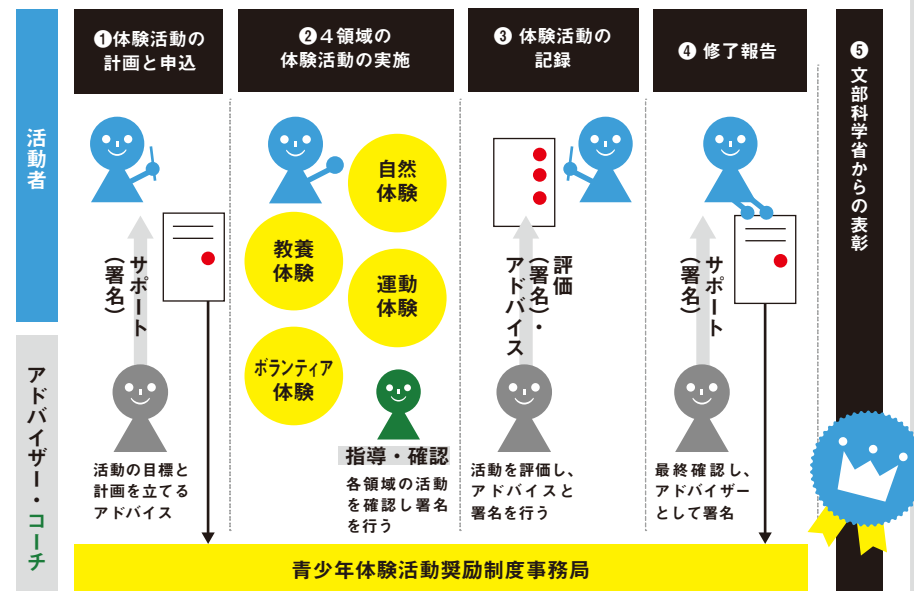 活動者
アドバイザー・コーチ
❶体験活動の
計画と申込
サポート
（署名）
活動の目標と
計画を立てる
アドバイス
❷４領域の
体験活動の実施
自然
体験
教養
体験
運動
体験
ボランティア
体験
指導・確認
各領域の活動
を確認し署名
を行う
❸ 体験活動の
記録
評価
（署名）・
アドバイス
活動を評価し、
アドバイスと
署名を行う
❹ 修了報告
サポート
（署名）
最終確認し、
アドバイザー
として署名
❺ 文部科学省からの表彰
青少年体験活動奨励制度事務局